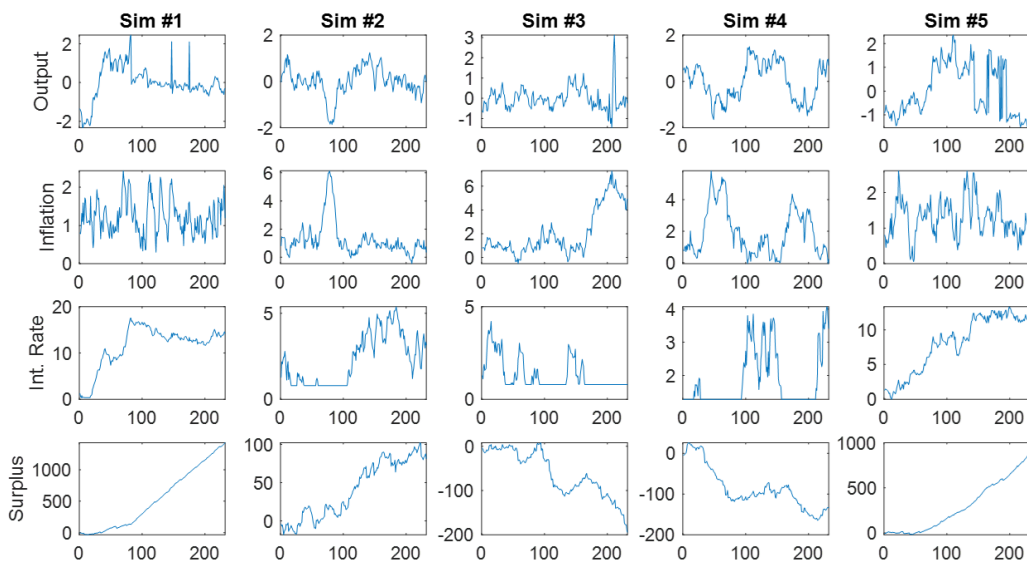 Sim #1 Sim #2 Sim #3 Sim #4 Sim #5
Output
2 0 -2 0 100 200
2 0 -2 0 100 200
3 2 1 0 -1 0 100 200
2 0 -2 0 100 200
2 1 0 -1 0 100 200
Inflation
2 1 0 0 100 200
6 4 2 0 0 100 200
6 4 2 0 0 100 200
4 2 0 0 100 200
2 1 0 0 100 200
Int. Rate
20 10 0 0 100 200
5 0 0 100 200
5 0 0 100 200
4 3 2 0 100 200
10 5 0 0 100 200
Surplus
1000 500 0 0 100 200
100 50 0 0 100 200
0 -100 -200 0 100 200
0 -100 -200 0 100 200
1000 500 0 0 100 200